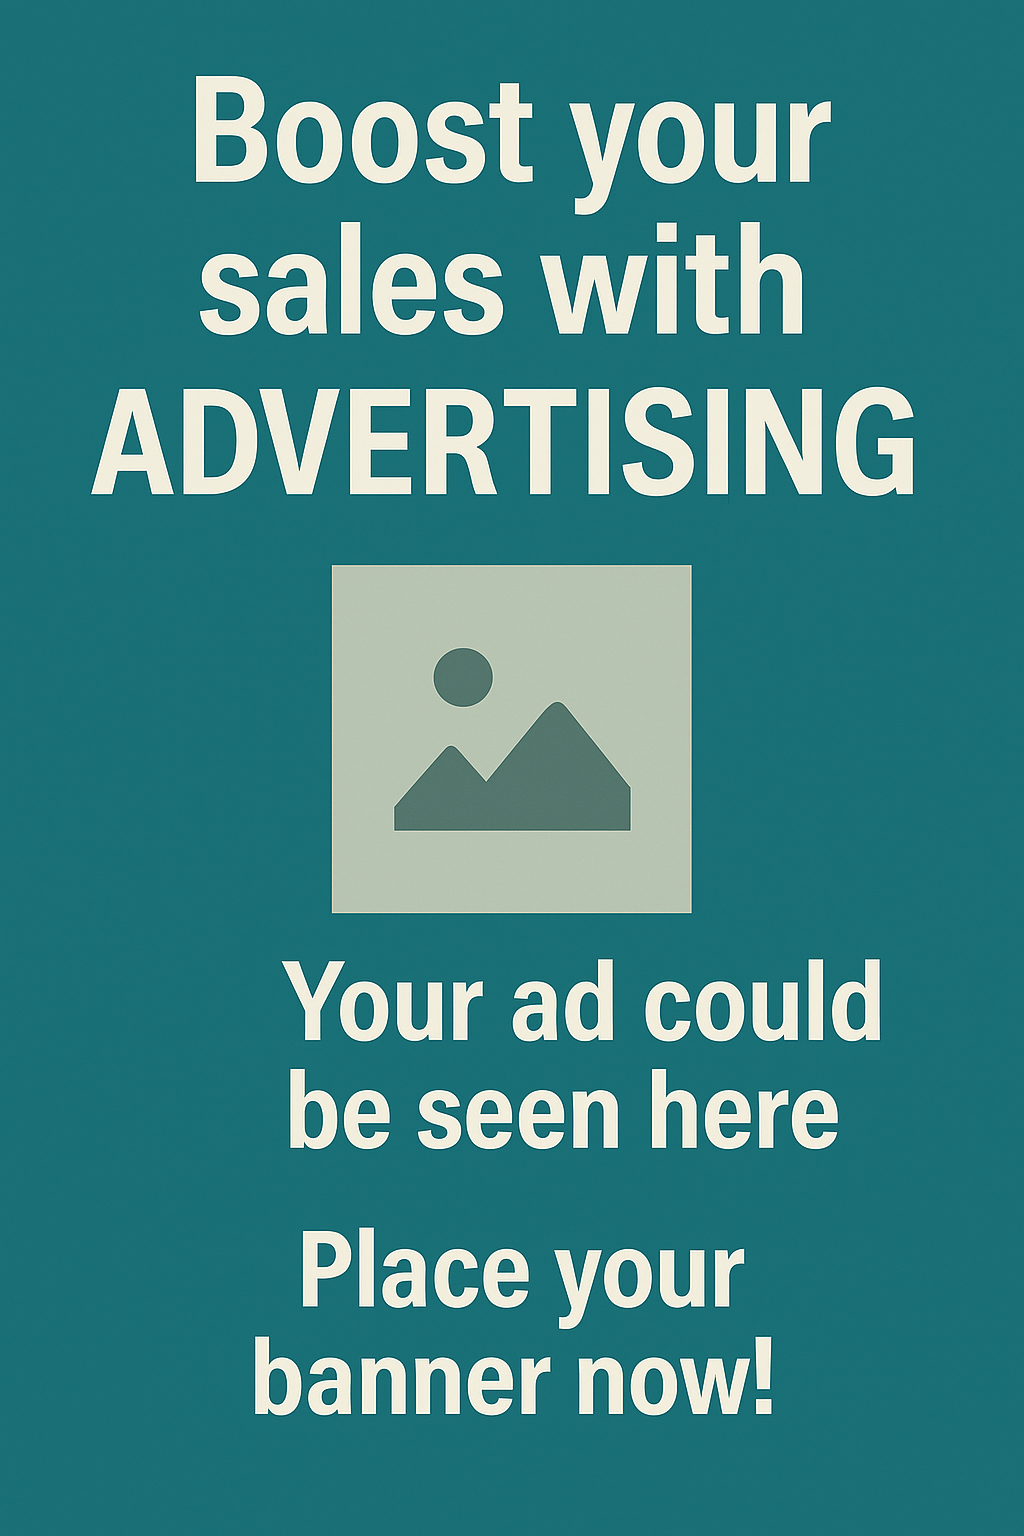 Boost your
sales with
ADVERTISING
Your ad could
be seen here
Place your
banner now!